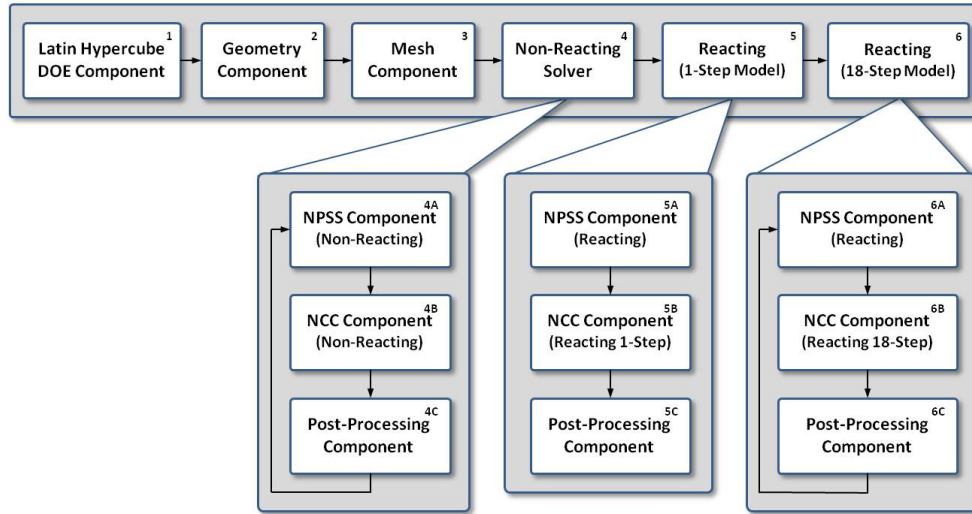 1
Latin Hypercube
DOE Component
2
Geometry
Component
3
Mesh
Component
4
Non-Reacting
Solver
5
Reacting
(1-Step Model)
6
Reacting
(18-Step Model)
4A
NPSS Component
(Non-Reacting)
4B
NCC Component
(Non-Reacting)
4C
Post-Processing
Component
5A
NPSS Component
(Reacting)
5B
NCC Component
(Reacting 1-Step)
5C
Post-Processing
Component
6A
NPSS Component
(Reacting)
6B
NCC Component
(Reacting 18-Step)
6C
Post-Processing
Component